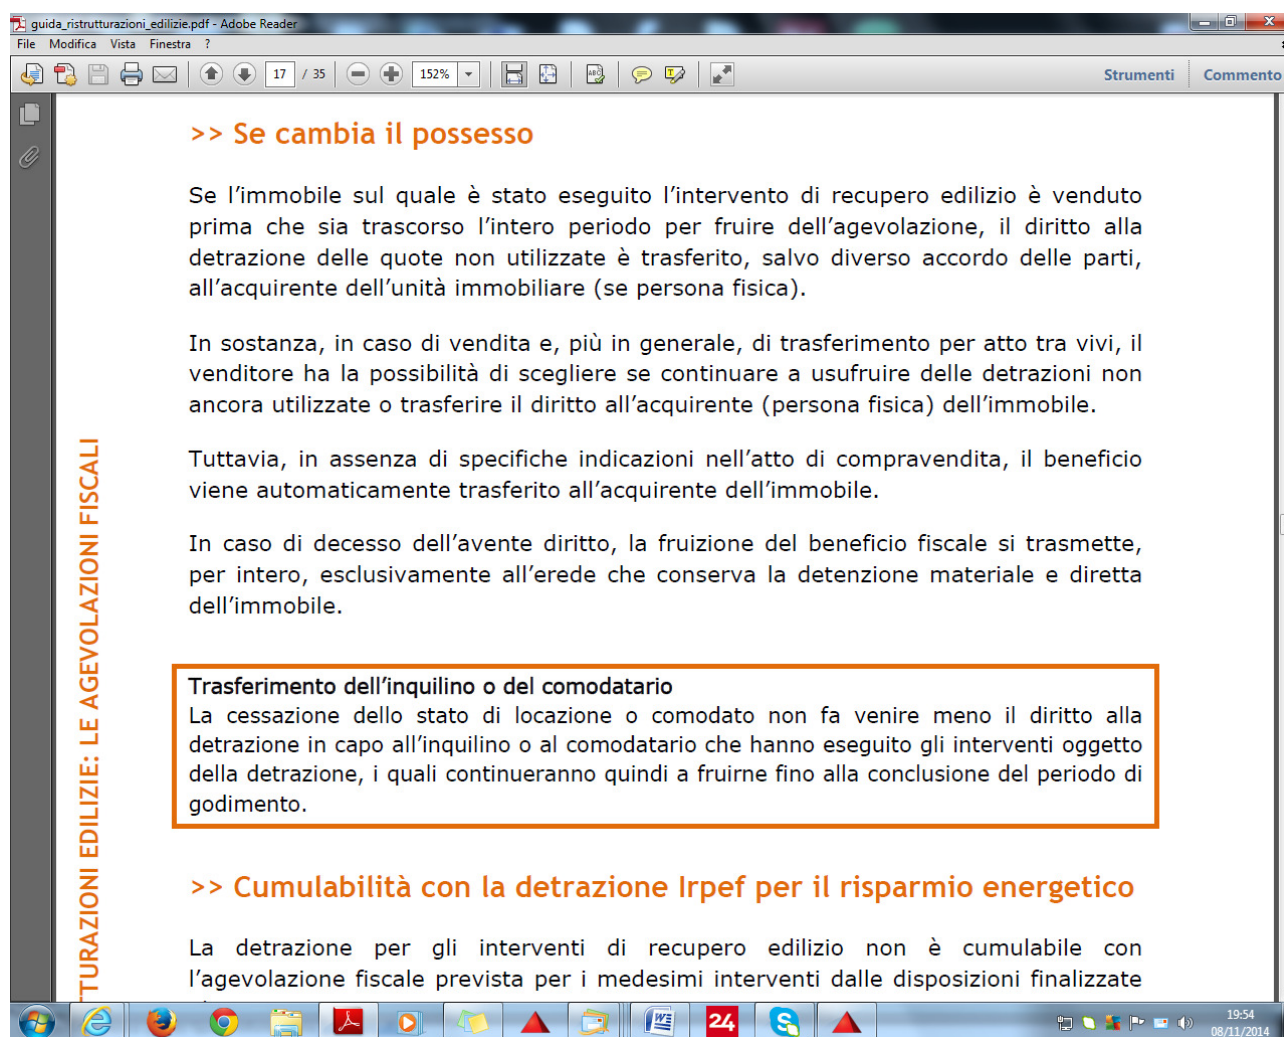 guida_ristrutturazioni_edilizie.pdf - Adobe Reader
File Modifica Vista Finestra ?
17 / 35 152% Strumenti Commento
>> Se cambia il possesso
Se l'immobile sul quale è stato eseguito l'intervento di recupero edilizio è venduto
prima che sia trascorso l'intero periodo per fruire dell'agevolazione, il diritto alla
detrazione delle quote non utilizzate è trasferito, salvo diverso accordo delle parti,
all'acquirente dell'unità immobiliare (se persona fisica).
In sostanza, in caso di vendita e, più in generale, di trasferimento per atto tra vivi, il
venditore ha la possibilità di scegliere se continuare a usufruire delle detrazioni non
ancora utilizzate o trasferire il diritto all'acquirente (persona fisica) dell'immobile.
Tuttavia, in assenza di specifiche indicazioni nell'atto di compravendita, il beneficio
viene automaticamente trasferito all'acquirente dell'immobile.
In caso di decesso dell'avente diritto, la fruizione del beneficio fiscale si trasmette,
per intero, esclusivamente all'erede che conserva la detenzione materiale e diretta
dell'immobile.
Trasferimento dell'inquilino o del comodatario
La cessazione dello stato di locazione o comodato non fa venire meno il diritto alla
detrazione in capo all'inquilino o al comodatario che hanno eseguito gli interventi oggetto
della detrazione, i quali continueranno quindi a fruirne fino alla conclusione del periodo di
godimento.
>> Cumulabilità con la detrazione Irpef per il risparmio energetico
La detrazione per gli interventi di recupero edilizio non è cumulabile con
l'agevolazione fiscale prevista per i medesimi interventi dalle disposizioni finalizzate
TTURAZIONI EDILIZIE: LE AGEVOLAZIONI FISCALI
24
19:54
08/11/2014